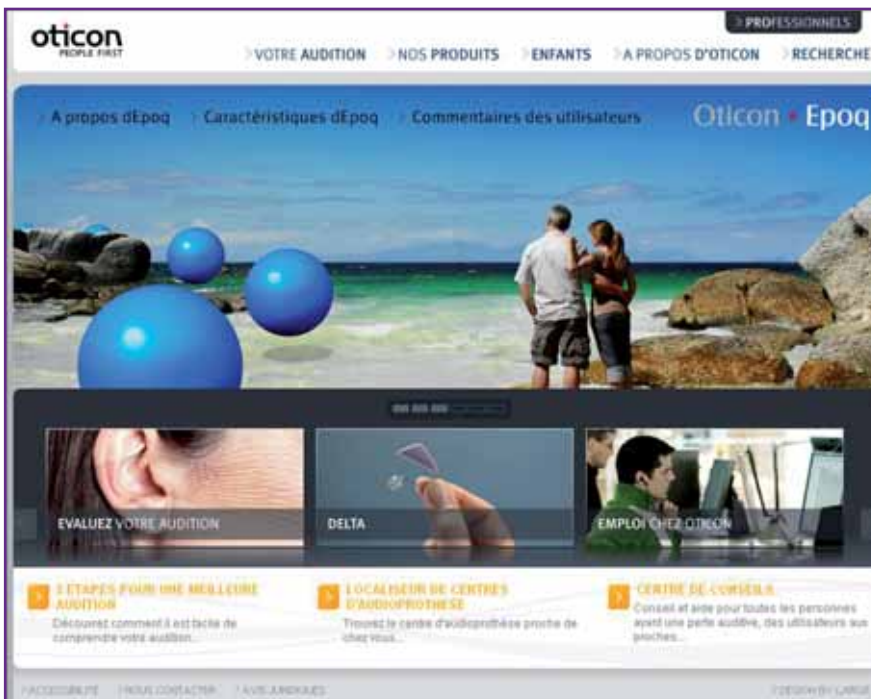 PROFESSIONNELS
oticon
PEOPLE FIRST
VOTRE AUDITION NOS PRODUITS ENFANTS A PROPOS D'OTICON RECHERCHE
A propos dEpoq Caractéristiques dEpoq Commentaires des utilisateurs Oticon • Epoq
EVALUEZ VOTRE AUDITION DELTA EMPLOI CHEZ OTICON
3 ETAPES POUR UNE MEILLEURE
AUDITION
Découvrez comment il est facile de
comprendre votre audition...
LOCALISEUR DE CENTRES
D'AUDIOPROTHESE
Trouvez le centre d'audioprothèse proche de
chez vous...
CENTRE DE CONSEILS
Conseil et aide pour toutes les personnes
ayant une perte auditive, des utilisateurs aux
proches...
ACCESSIBILITE NOUS CONTACTER AVIS JURIDIQUES DESIGN BY